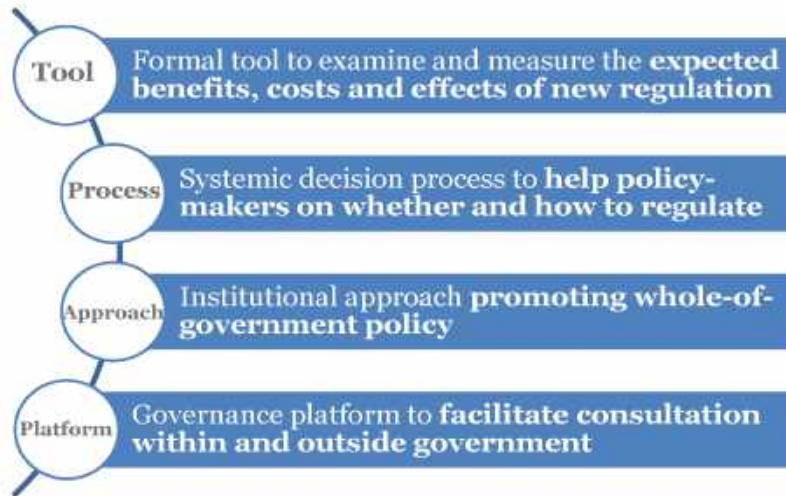 Tool
Formal tool to examine and measure the expected
benefits, costs and effects of new regulation
Process
Systemic decision process to help policy-
makers on whether and how to regulate
Approach
Institutional approach promoting whole-of-
government policy
Platform
Governance platform to facilitate consultation
within and outside government